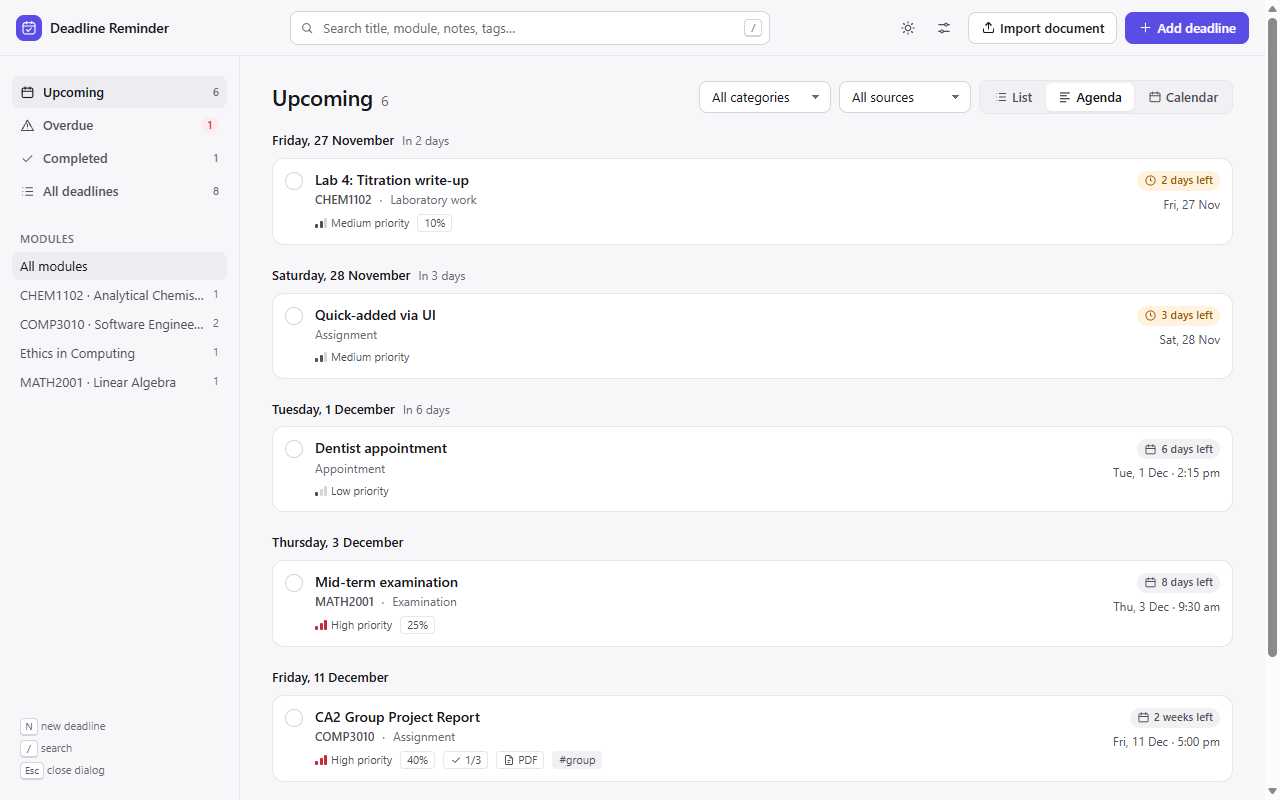 Deadline Reminder
Search title, module, notes, tags...
/
Import document
Add deadline
Upcoming 6
Overdue 1
Completed 1
All deadlines 8
MODULES
All modules
CHEM1102 · Analytical Chemis... 1
COMP3010 · Software Enginee... 2
Ethics in Computing 1
MATH2001 · Linear Algebra 1
N new deadline
/ search
Esc close dialog
Upcoming 6
All categories
All sources
List
Agenda
Calendar
Friday, 27 November In 2 days
Lab 4: Titration write-up
CHEM1102 · Laboratory work
Medium priority 10%
2 days left
Fri, 27 Nov
Saturday, 28 November In 3 days
Quick-added via UI
Assignment
Medium priority
3 days left
Sat, 28 Nov
Tuesday, 1 December In 6 days
Dentist appointment
Appointment
Low priority
6 days left
Tue, 1 Dec · 2:15 pm
Thursday, 3 December
Mid-term examination
MATH2001 · Examination
High priority 25%
8 days left
Thu, 3 Dec · 9:30 am
Friday, 11 December
CA2 Group Project Report
COMP3010 · Assignment
High priority 40% 1/3 PDF #group
2 weeks left
Fri, 11 Dec · 5:00 pm